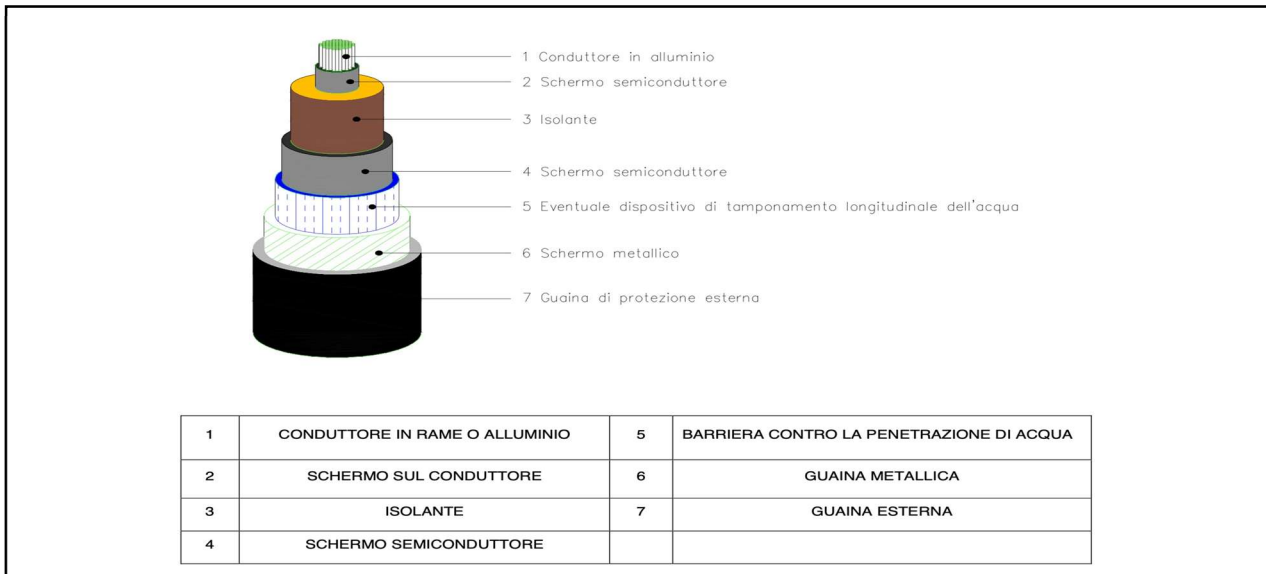 1 Conduttore in alluminio
2 Schermo semiconduttore
3 Isolante
4 Schermo semiconduttore
5 Eventuale dispositivo di tamponamento longitudinale dell'acqua
6 Schermo metallico
7 Guaina di protezione esterna
1 CONDUTTORE IN RAME O ALLUMINIO 5 BARRIERA CONTRO LA PENETRAZIONE DI ACQUA
2 SCHERMO SUL CONDUTTORE 6 GUAINA METALLICA
3 ISOLANTE 7 GUAINA ESTERNA
4 SCHERMO SEMICONDUTTORE